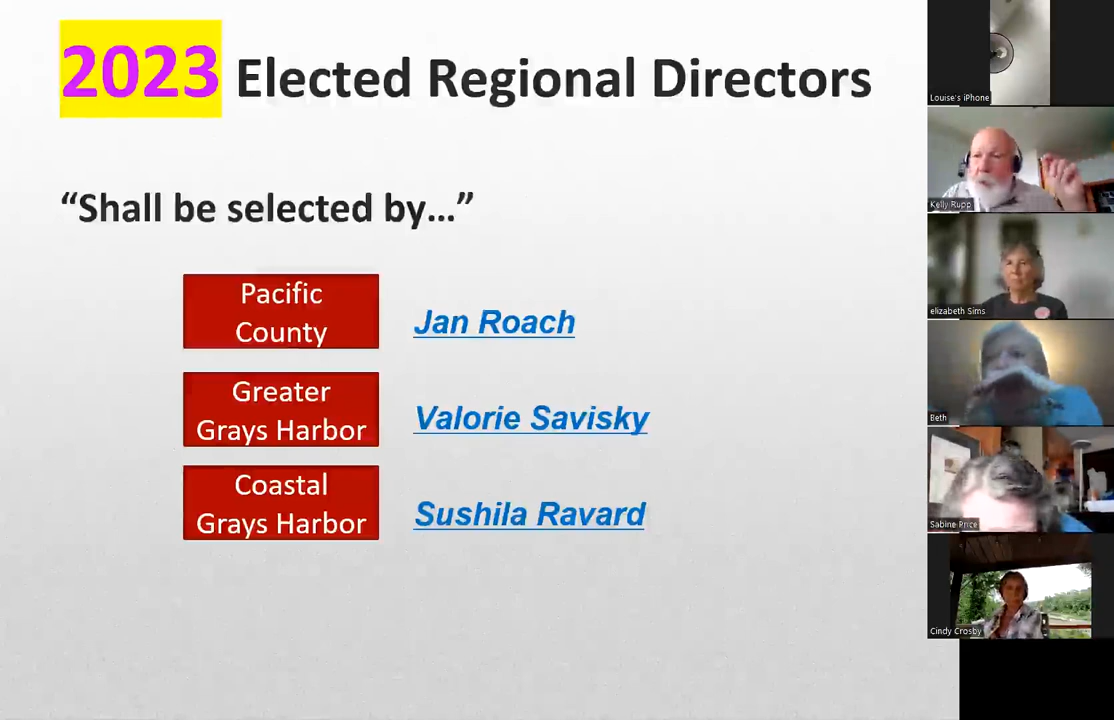 2023 Elected Regional Directors
“Shall be selected by...”
Pacific
County
Jan Roach
Greater
Grays Harbor
Valorie Savisky
Coastal
Grays Harbor
Sushila Ravard
Louise's iPhone
Kelly Rupp
elizabeth Sims
Beth
Sabine Price
Cindy Crosby